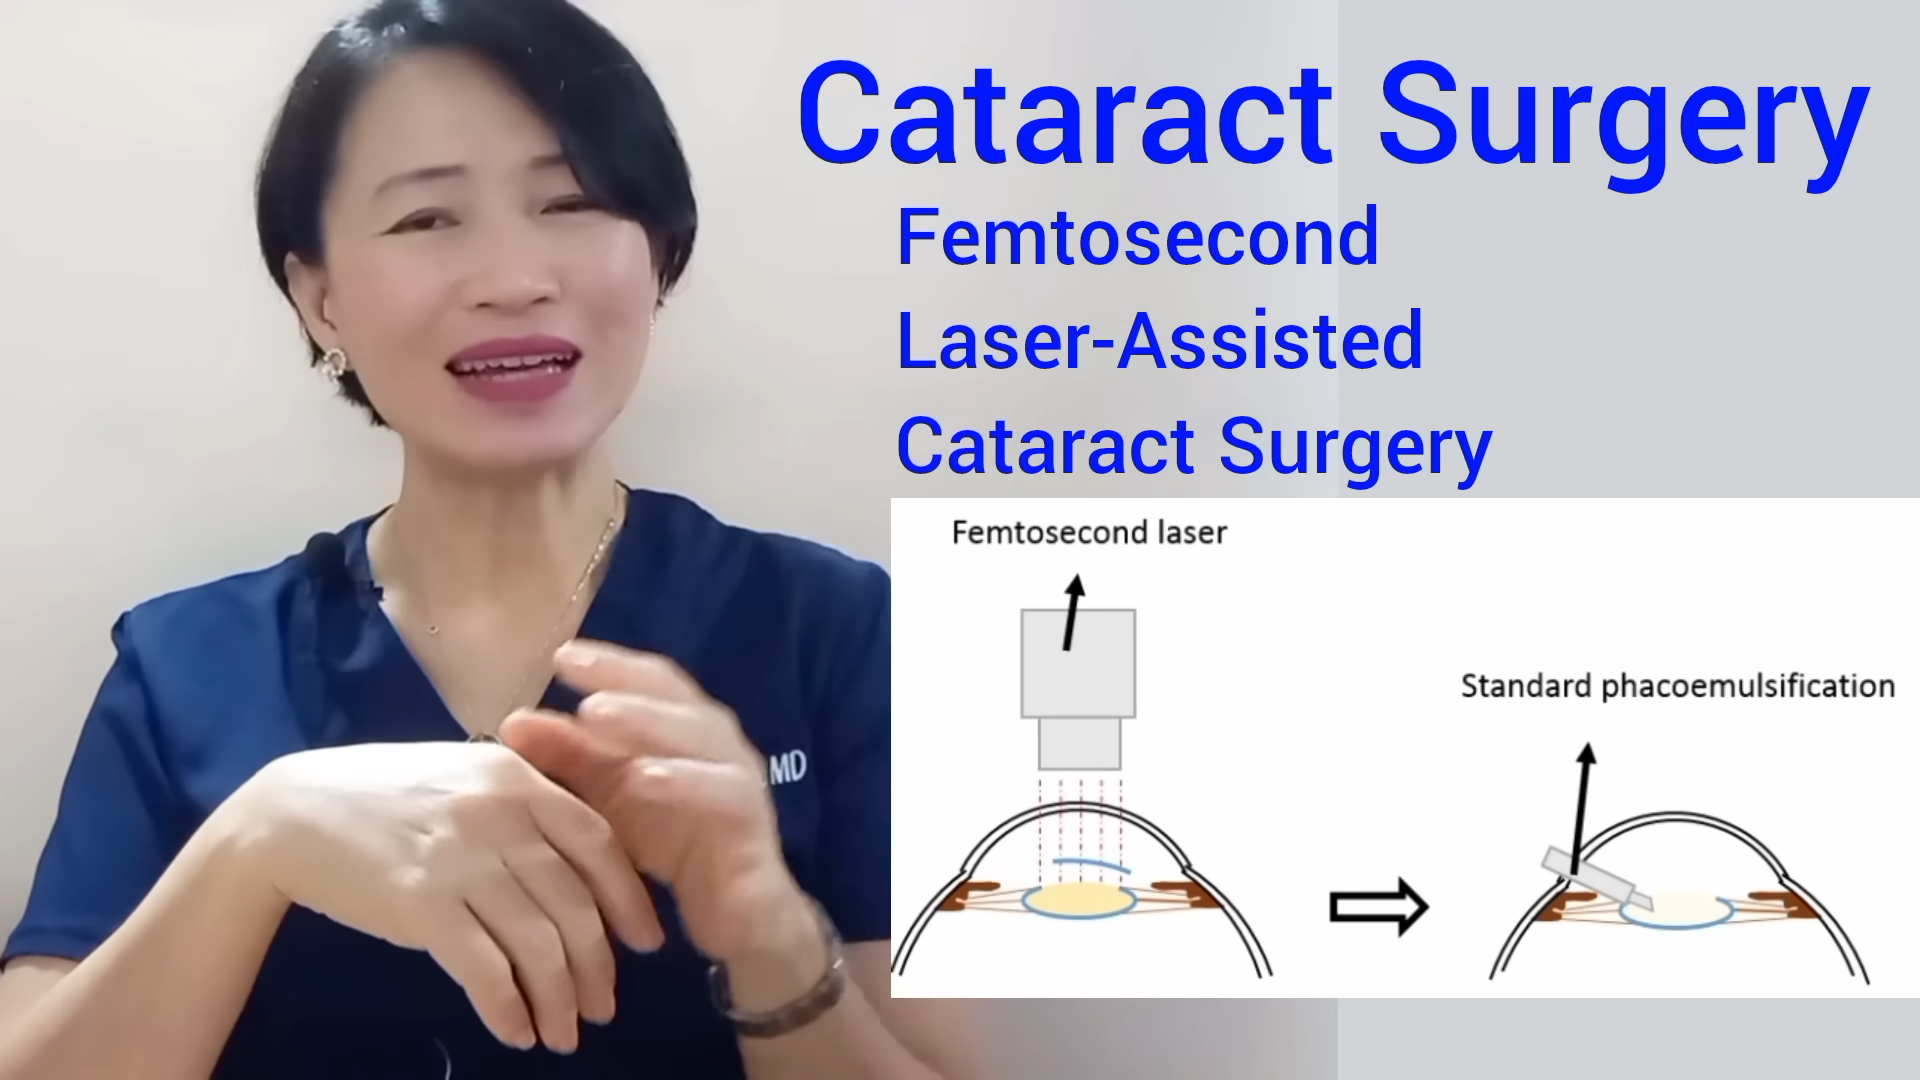 Cataract Surgery
Femtosecond
Laser-Assisted
Cataract Surgery
Femtosecond laser
Standard phacoemulsification
MD